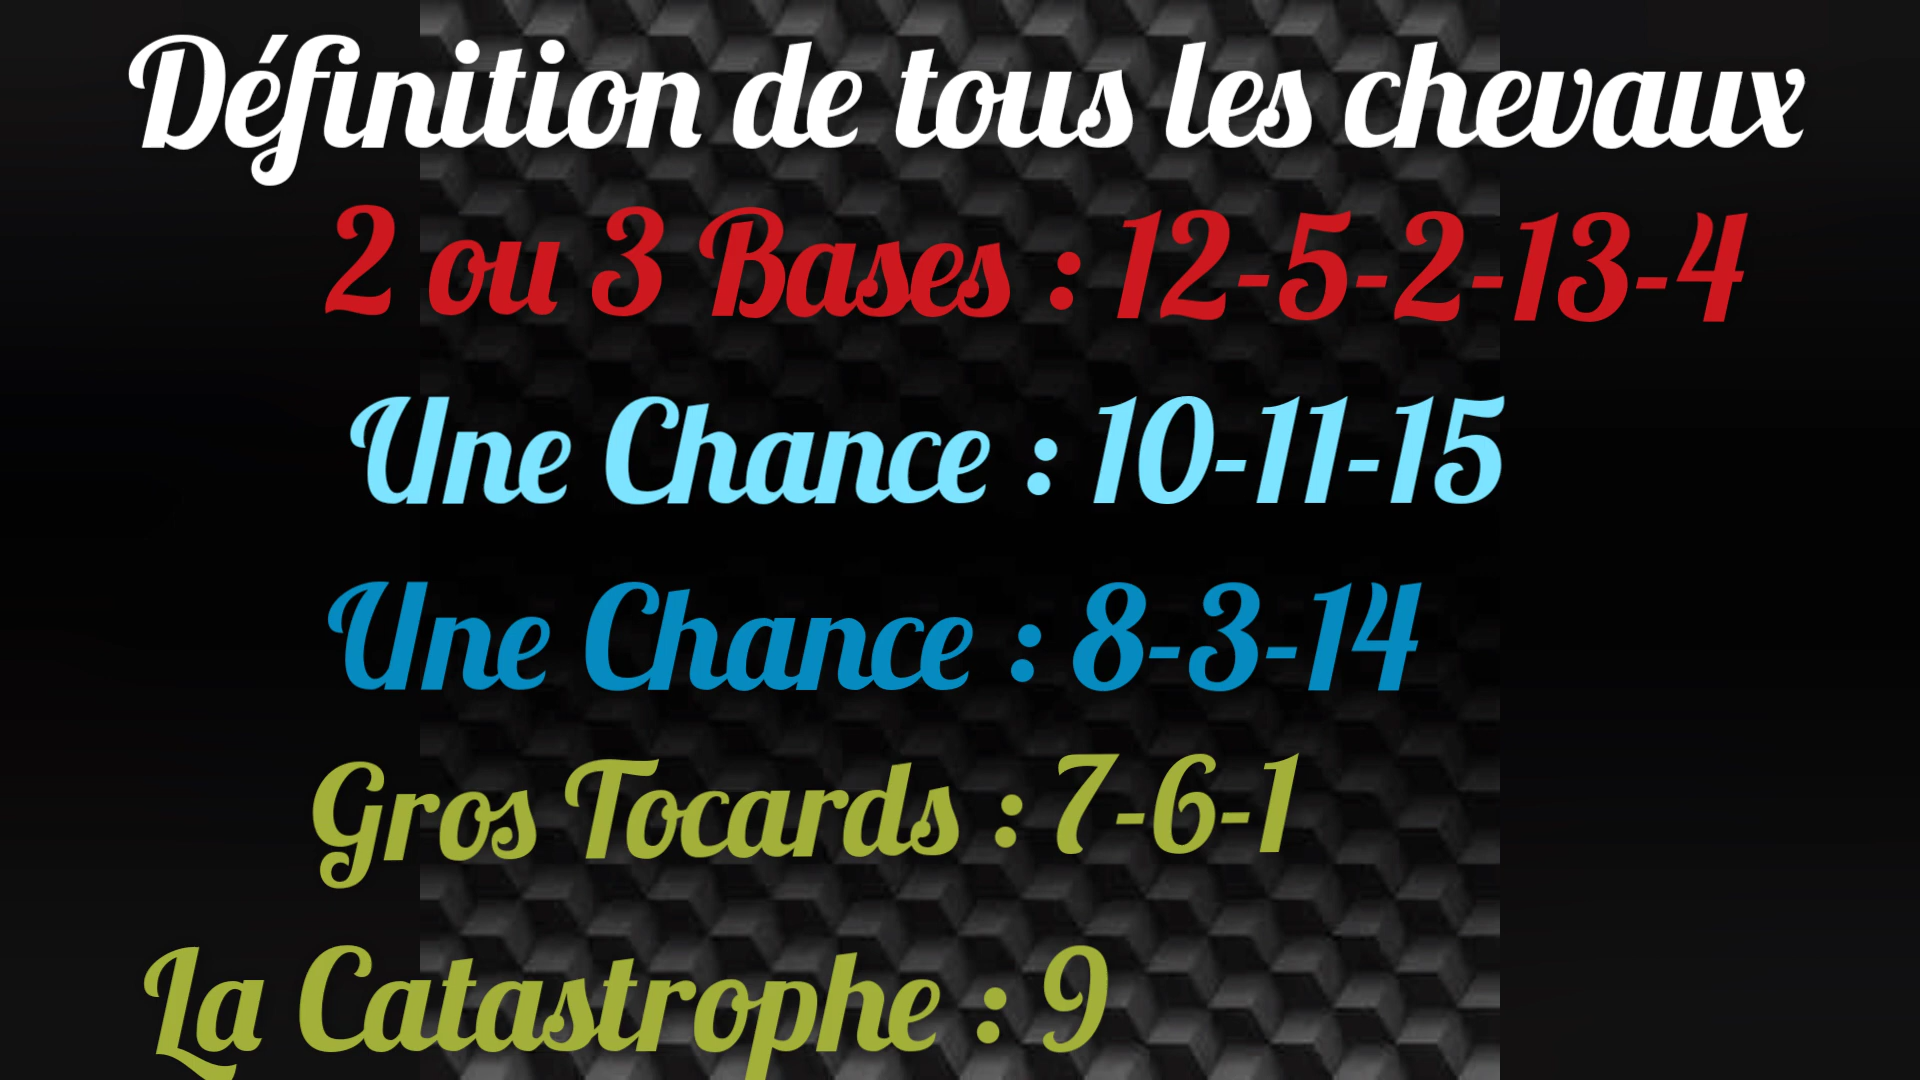 Définition de tous les chevaux
2 ou 3 Bases : 12-5-2-13-4
Une Chance : 10-11-15
Une Chance : 8-3-14
Gros Tocards : 7-6-1
La Catastrophe : 9